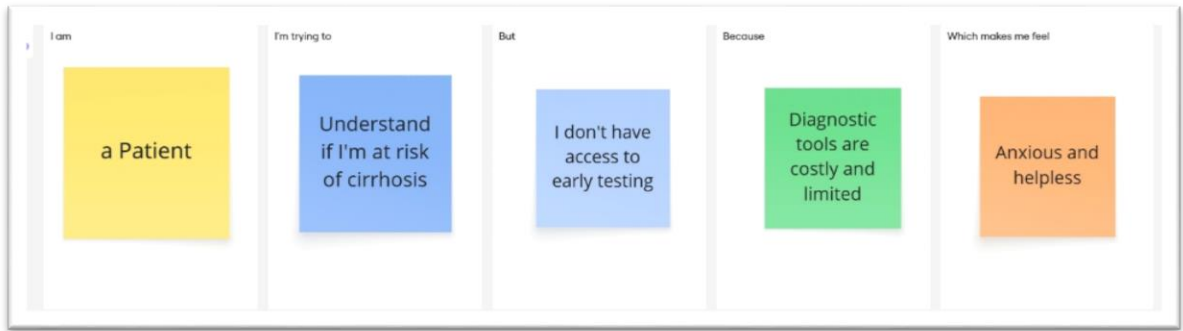 I am
I'm trying to
But
Because
Which makes me feel
a Patient
Understand
if I'm at risk
of cirrhosis
I don't have
access to
early testing
Diagnostic
tools are
costly and
limited
Anxious and
helpless